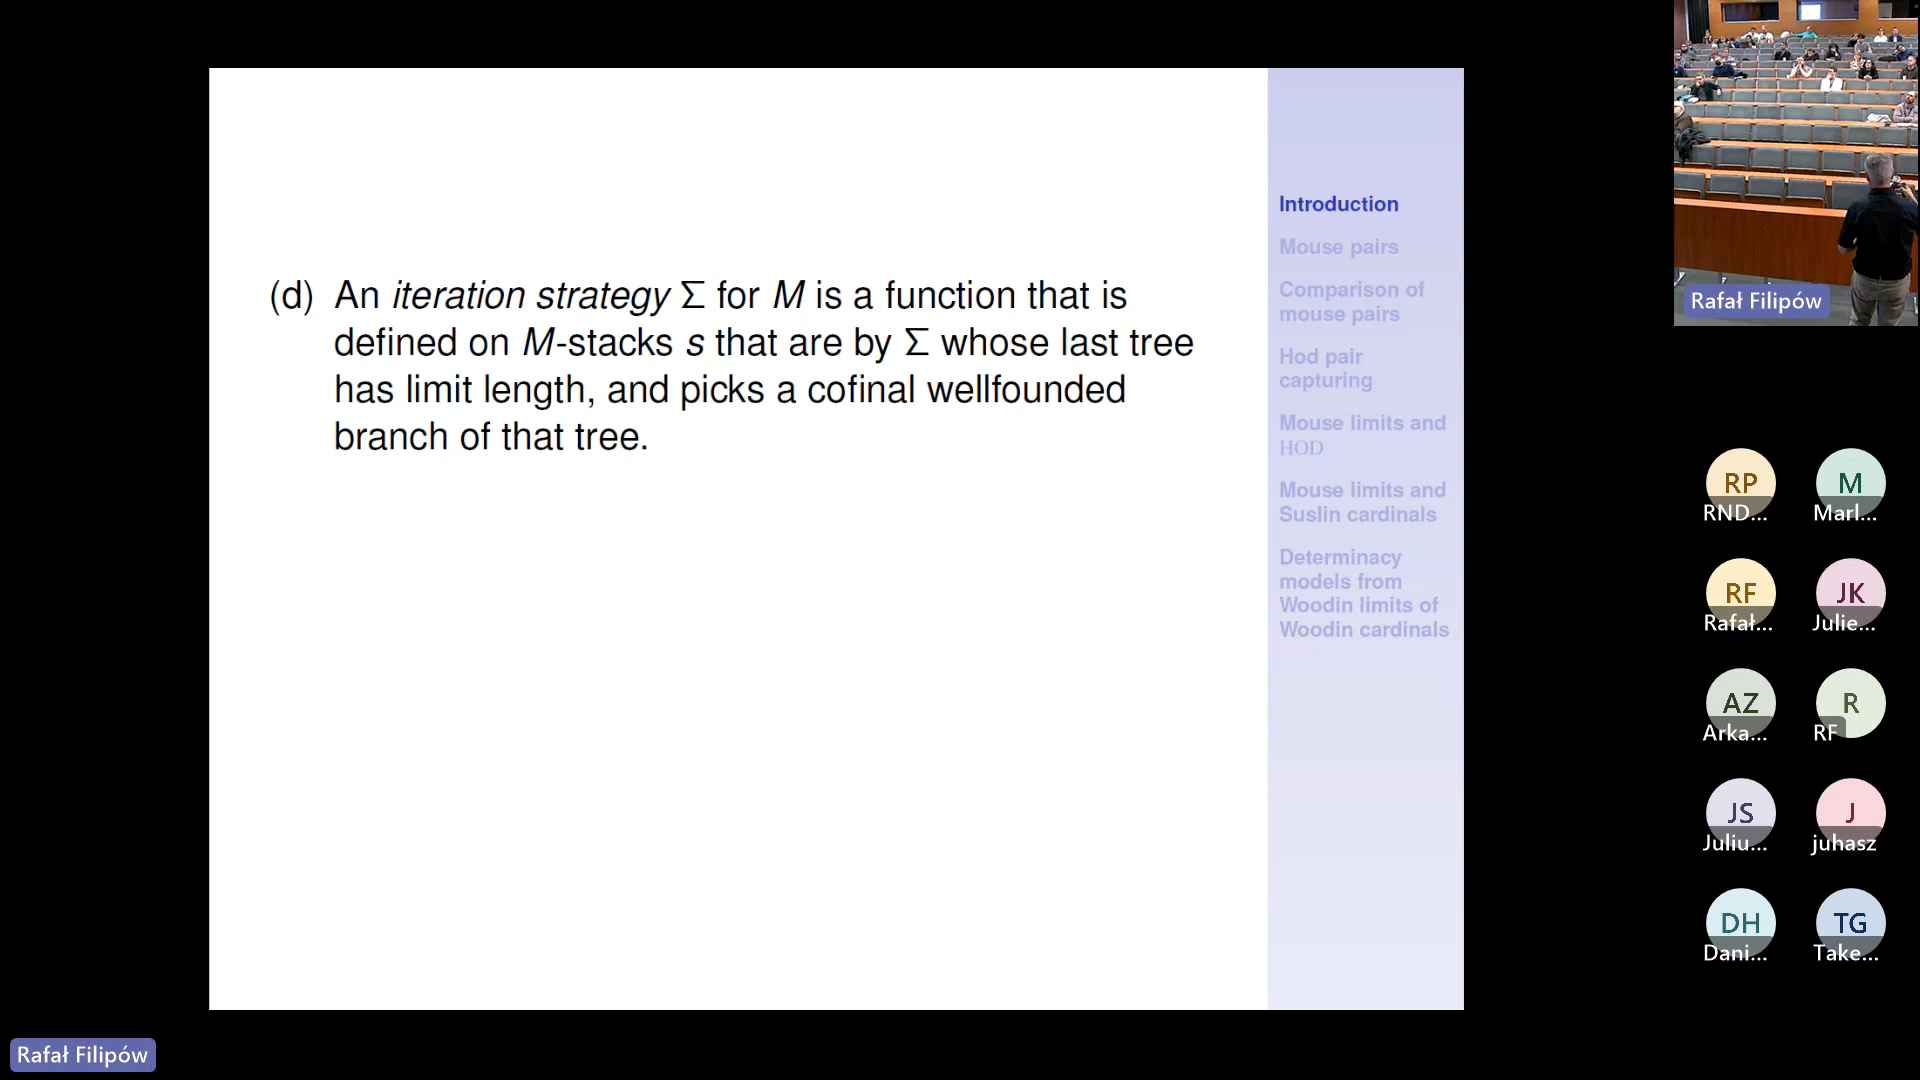 (d) An iteration strategy Σ for M is a function that is
defined on M-stacks s that are by Σ whose last tree
has limit length, and picks a cofinal wellfounded
branch of that tree.
Introduction
Mouse pairs
Comparison of
mouse pairs
Hod pair
capturing
Mouse limits and
HOD
Mouse limits and
Suslin cardinals
Determinacy
models from
Woodin limits of
Woodin cardinals
Rafał Filipów
RP
RND...
M
Marl...
RF
Rafał...
JK
Julie...
AZ
Arka...
R
RF
JS
Juliu...
J
juhasz
DH
Dani...
TG
Take...
Rafał Filipów